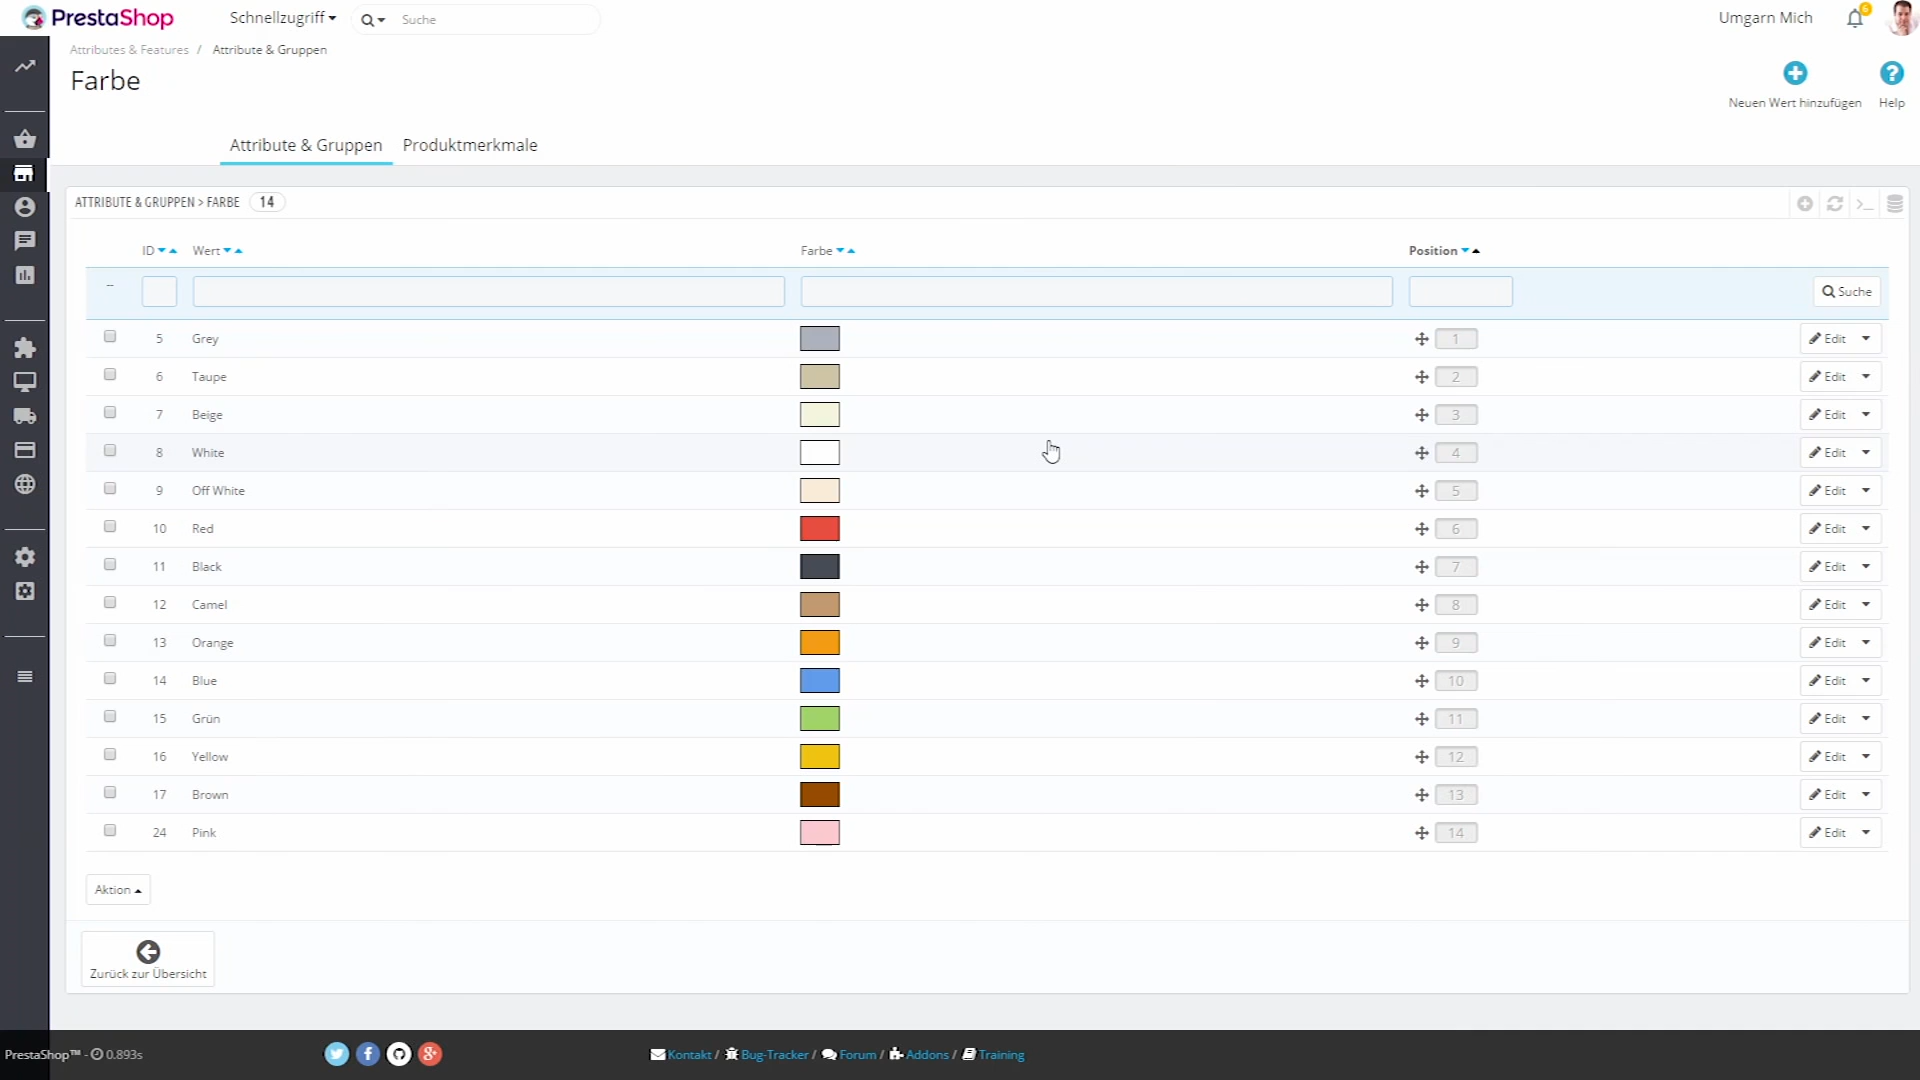 PrestaShop Schnellzugriff Suche Umgarn Mich 6
Attributes & Features / Attribute & Gruppen
Farbe
Neuen Wert hinzufügen Help
Attribute & Gruppen Produktmerkmale
ATTRIBUTE & GRUPPEN > FARBE 14
ID Wert Farbe Position
-- Suche
5 Grey 1 Edit
6 Taupe 2 Edit
7 Beige 3 Edit
8 White 4 Edit
9 Off White 5 Edit
10 Red 6 Edit
11 Black 7 Edit
12 Camel 8 Edit
13 Orange 9 Edit
14 Blue 10 Edit
15 Grün 11 Edit
16 Yellow 12 Edit
17 Brown 13 Edit
24 Pink 14 Edit
Aktion
Zurück zur Übersicht
PrestaShop™ - 0.893s Kontakt / Bug-Tracker / Forum / Addons / Training